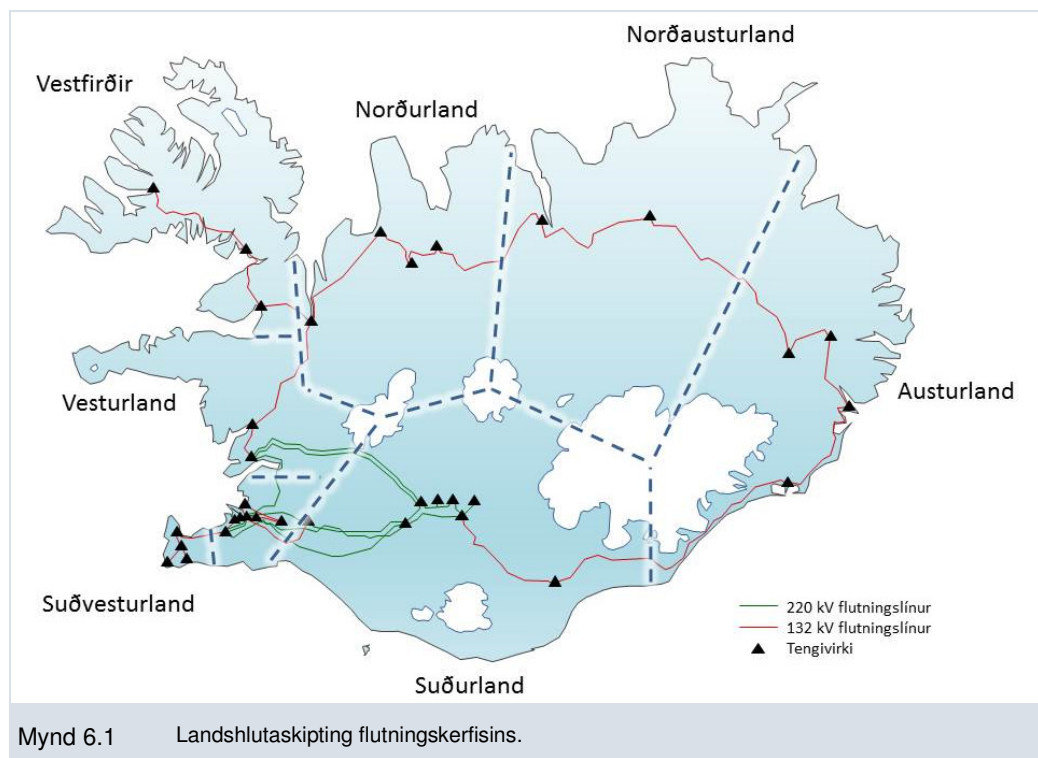 Norðausturland
Vestfirðir
Norðurland
Vesturland
Austurland
Suðvesturland
220 kV flutningslínur
132 kV flutningslínur
Tengivirki
Suðurland
Mynd 6.1 Landshlutaskipting flutningskerfisins.